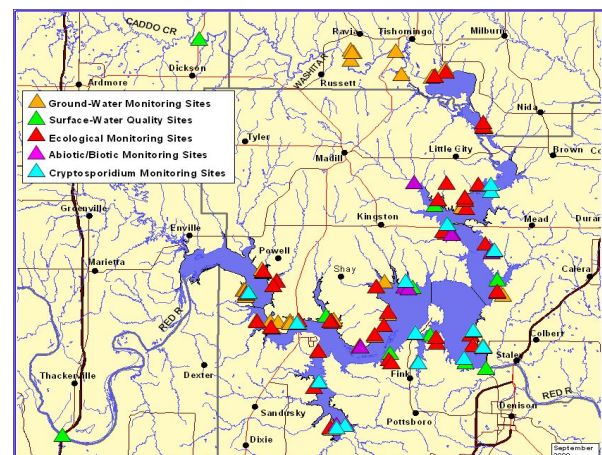 CADDO CR
Ravia
Tishomingo
Milburn
Dickson
Ardmore
WASHITA R
Russett
Nida
Ground-Water Monitoring Sites
Surface-Water Quality Sites
Ecological Monitoring Sites
Abiotic/Biotic Monitoring Sites
Cryptosporidium Monitoring Sites
Tyler
Madill
Little City
Brown
Co
Greenville
Enville
Kingston
Mead
Duran
Marietta
Powell
Shay
Calera
RED R
Colbert
Thackerville
Dexter
Fink
RED R
Sandusky
Pottsboro
Denison
Dixie
September